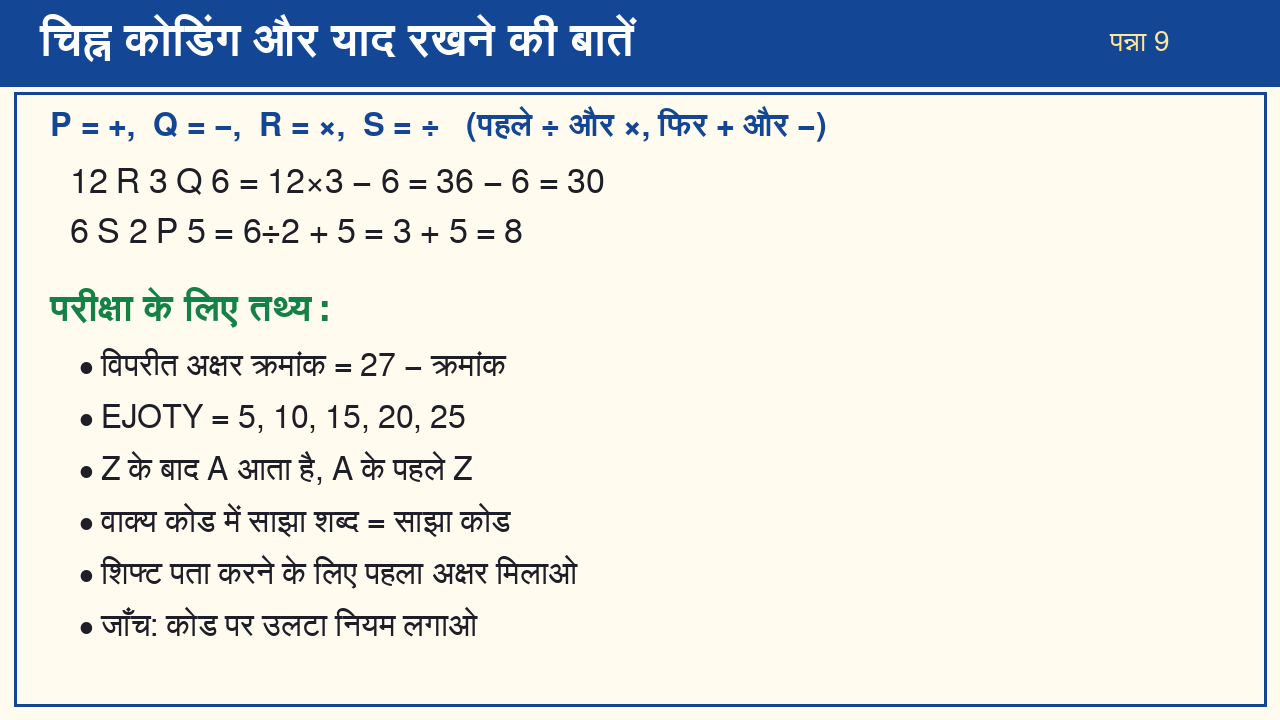 चिह्न कोडिंग और याद रखने की बातें
पन्ना 9
P = +, Q = −, R = ×, S = ÷ (पहले ÷ और ×, फिर + और −)
12 R 3 Q 6 = 12×3 − 6 = 36 − 6 = 30
6 S 2 P 5 = 6÷2 + 5 = 3 + 5 = 8
परीक्षा के लिए तथ्य :
• विपरीत अक्षर क्रमांक = 27 − क्रमांक
• EJOTY = 5, 10, 15, 20, 25
• Z के बाद A आता है, A के पहले Z
• वाक्य कोड में साझा शब्द = साझा कोड
• शिफ्ट पता करने के लिए पहला अक्षर मिलाओ
• जाँच: कोड पर उलटा नियम लगाओ